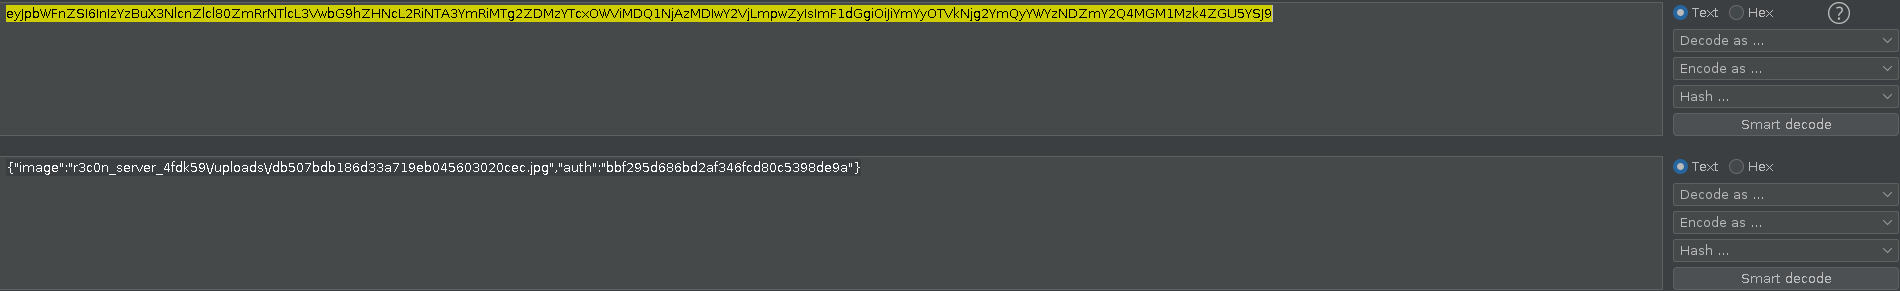 eyJpbWFnZSI6InIzYzBuX3NlcnZlcl80ZmRrNTlcL3VwbG9hZHNcL2RiNTA3YmRiMTg2ZDMzYTcxOWViMDQ1NjAzMDIwY2VjLmpwZyIsImF1dGgiOiJiYmYyOTVkNjg2YmQyYWYzNDZmY2Q4MGM1Mzk4ZGU5YSJ9
Text Hex ?
Decode as ...
Encode as ...
Hash ...
Smart decode
{"image":"r3c0n_server_4fdk59\/uploads\/db507bdb186d33a719eb045603020cec.jpg","auth":"bbf295d686bd2af346fcd80c5398de9a"}
Text Hex
Decode as ...
Encode as ...
Hash ...
Smart decode